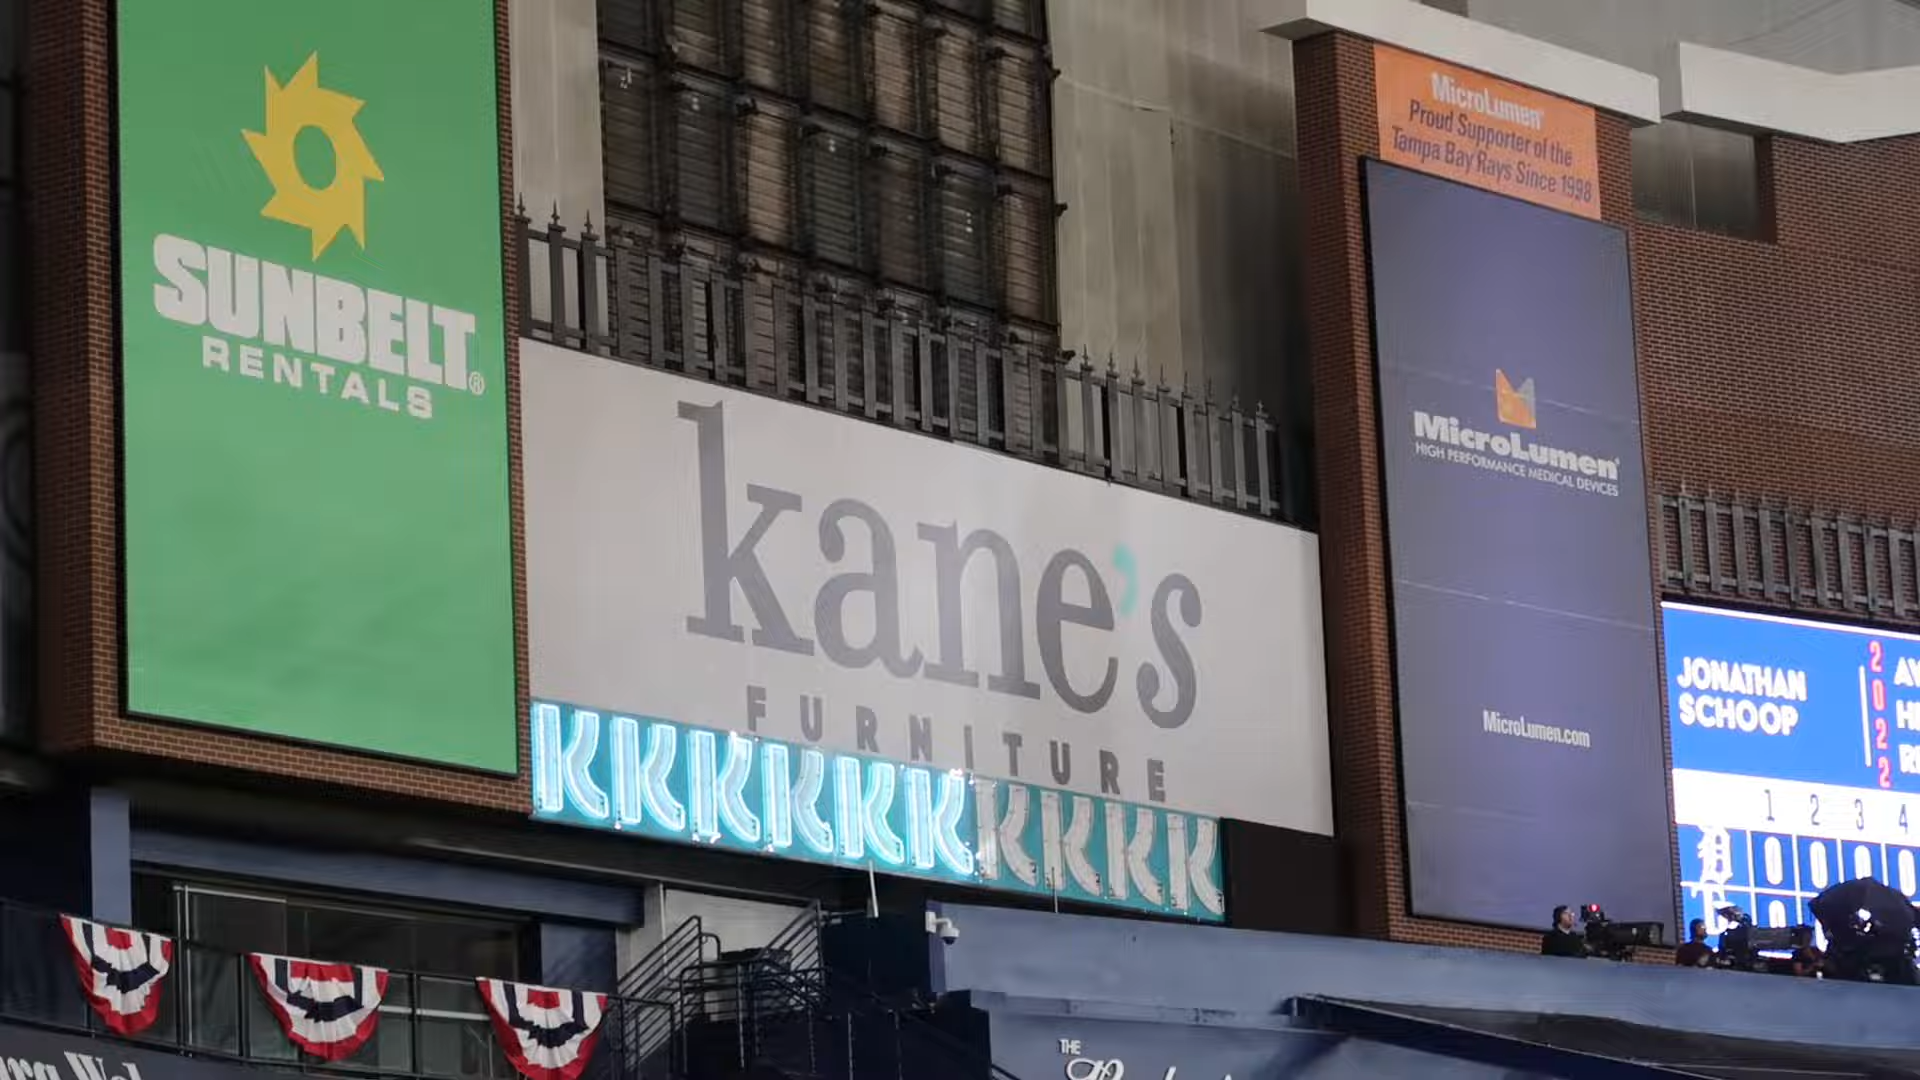 SUNBELT®
RENTALS
kane's
FURNITURE
K K K K K K K K K K
MicroLumen®
Proud Supporter of the
Tampa Bay Rays Since 1998
MicroLumen®
HIGH PERFORMANCE MEDICAL DEVICES
MicroLumen.com
JONATHAN
SCHOOP
2022
1 2 3 4
D 0 0 0 0
0
THE